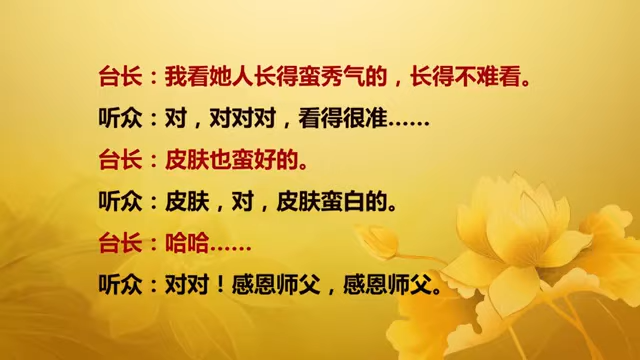 台长：我看她人长得蛮秀气的，长得不难看。
听众：对，对对对，看得很准……
台长：皮肤也蛮好的。
听众：皮肤，对，皮肤蛮白的。
台长：哈哈……
听众：对对！感恩师父，感恩师父。